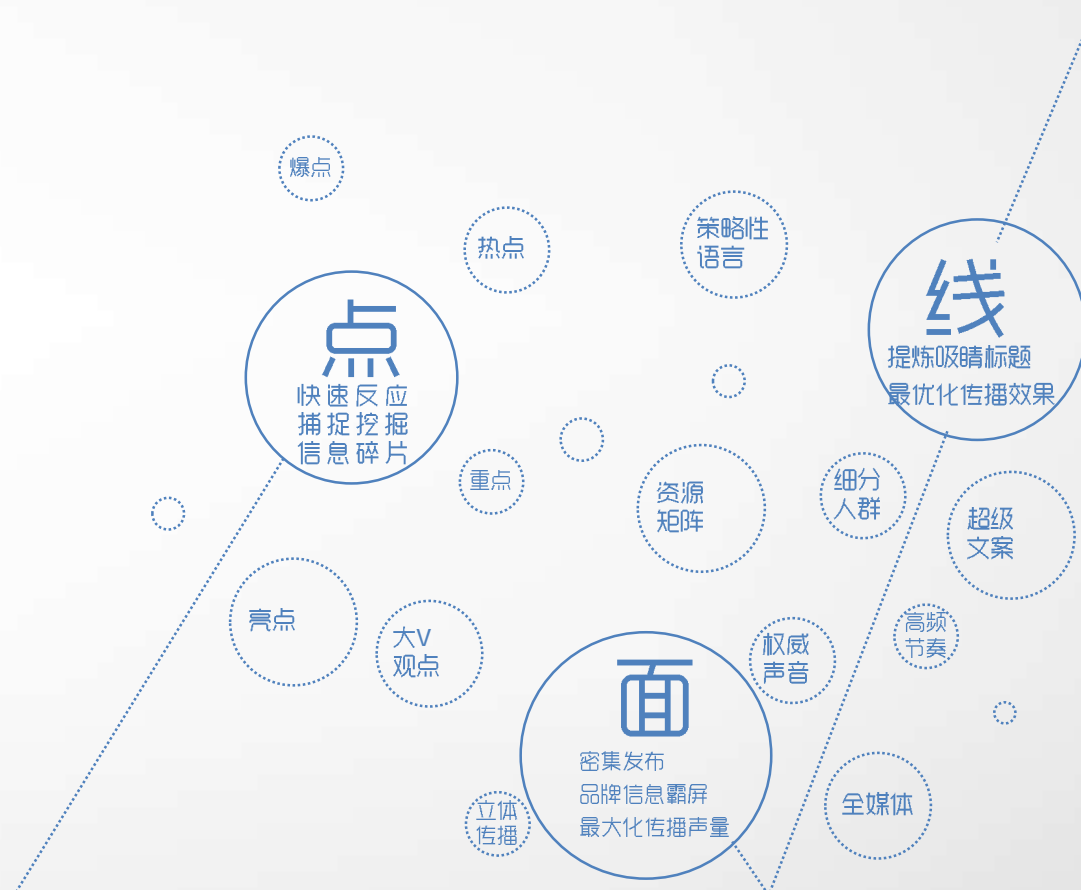 爆点
热点
策略性
语言
点
快速反应
捕捉挖掘
信息碎片
线
提炼吸睛标题
最优化传播效果
重点
资源
矩阵
细分
人群
超级
文案
亮点
大V
观点
权威
声音
高频
节奏
面
密集发布
品牌信息霸屏
最大化传播声量
立体
传播
全媒体